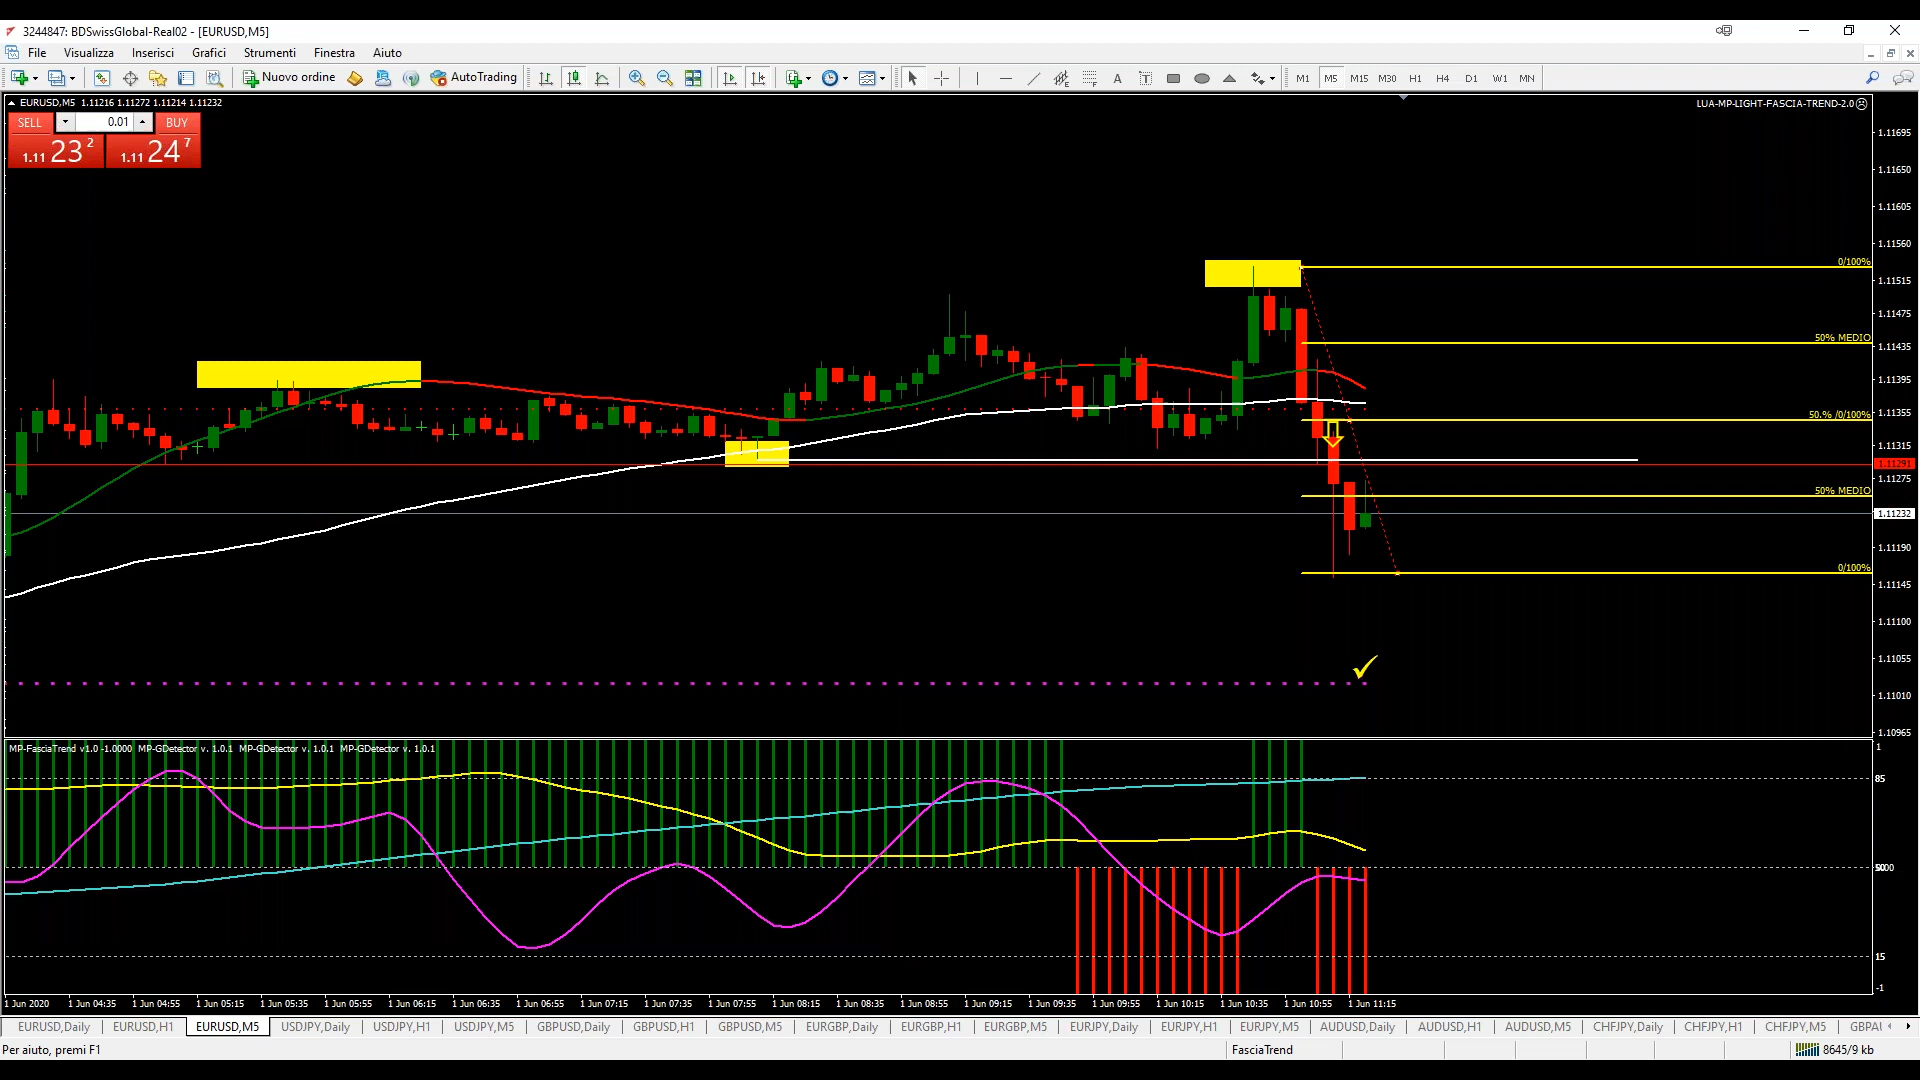 3244847: BDSwissGlobal-Real02 - [EURUSD,M5]
File Visualizza Inserisci Grafici Strumenti Finestra Aiuto
Nuovo ordine AutoTrading A T M1 M5 M15 M30 H1 H4 D1 W1 MN
EURUSD,M5 1.11216 1.11272 1.11214 1.11232
LUA-MP-LIGHT-FASCIA-TREND-2.0
SELL 0.01 BUY
1.11 23 2 1.11 24 7
1.11695
1.11650
1.11605
1.11560
0/100%
1.11515
1.11475
50% MEDIO
1.11435
1.11395
50.% /0/100%
1.11355
1.11315
1.11291
1.11275
50% MEDIO
1.11232
1.11190
0/100%
1.11145
1.11100
1.11055
1.11010
1.10965
MP-FasciaTrend v1.0 -1.0000 MP-GDetector v. 1.0.1 MP-GDetector v. 1.0.1 MP-GDetector v. 1.0.1
1
85
15
-1
1 Jun 2020 1 Jun 04:35 1 Jun 04:55 1 Jun 05:15 1 Jun 05:35 1 Jun 05:55 1 Jun 06:15 1 Jun 06:35 1 Jun 06:55 1 Jun 07:15 1 Jun 07:35 1 Jun 07:55 1 Jun 08:15 1 Jun 08:35 1 Jun 08:55 1 Jun 09:15 1 Jun 09:35 1 Jun 09:55 1 Jun 10:15 1 Jun 10:35 1 Jun 10:55 1 Jun 11:15
EURUSD,Daily EURUSD,H1 EURUSD,M5 USDJPY,Daily USDJPY,H1 USDJPY,M5 GBPUSD,Daily GBPUSD,H1 GBPUSD,M5 EURGBP,Daily EURGBP,H1 EURGBP,M5 EURJPY,Daily EURJPY,H1 EURJPY,M5 AUDUSD,Daily AUDUSD,H1 AUDUSD,M5 CHFJPY,Daily CHFJPY,H1 CHFJPY,M5 GBPAU
Per aiuto, premi F1 FasciaTrend 8645/9 kb